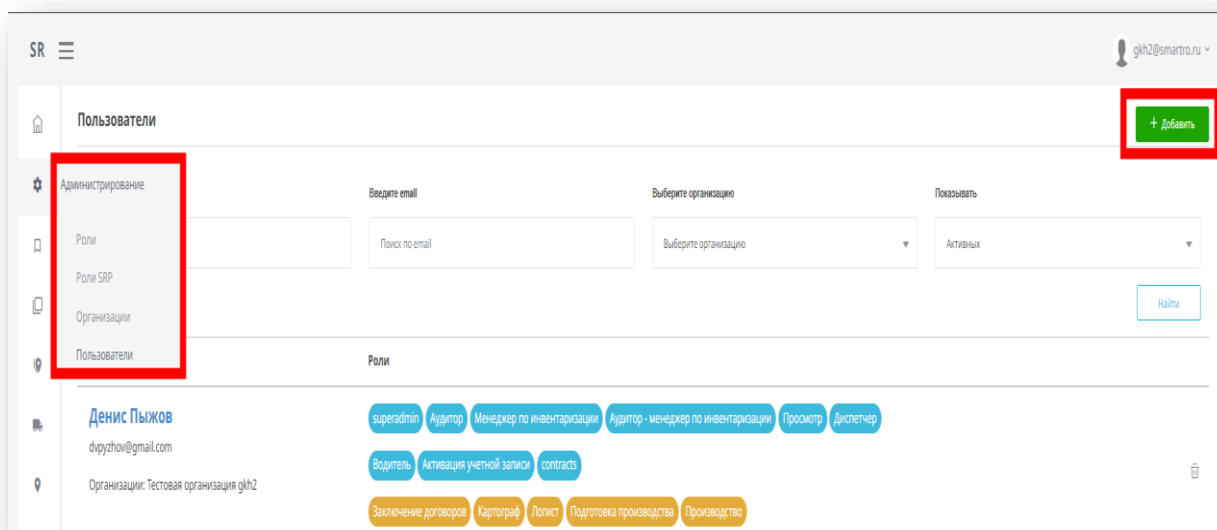 SR
gkh2@smartro.ru
Пользователи
+ Добавить
Администрирование
Роли
Роли SRP
Организации
Пользователи
Введите email
Выберите организацию
Показывать
Поиск по email
Выберите организацию
Активных
Найти
Роли
Денис Пыжов
dvpyzhov@gmail.com
Организации: Тестовая организация gkh2
superadmin Аудитор Менеджер по инвентаризации Аудитор - менеджер по инвентаризации Просмотр Диспетчер
Водитель Активация учетной записи contracts
Заключение договоров Картограф Логист Подготовка производства Производство